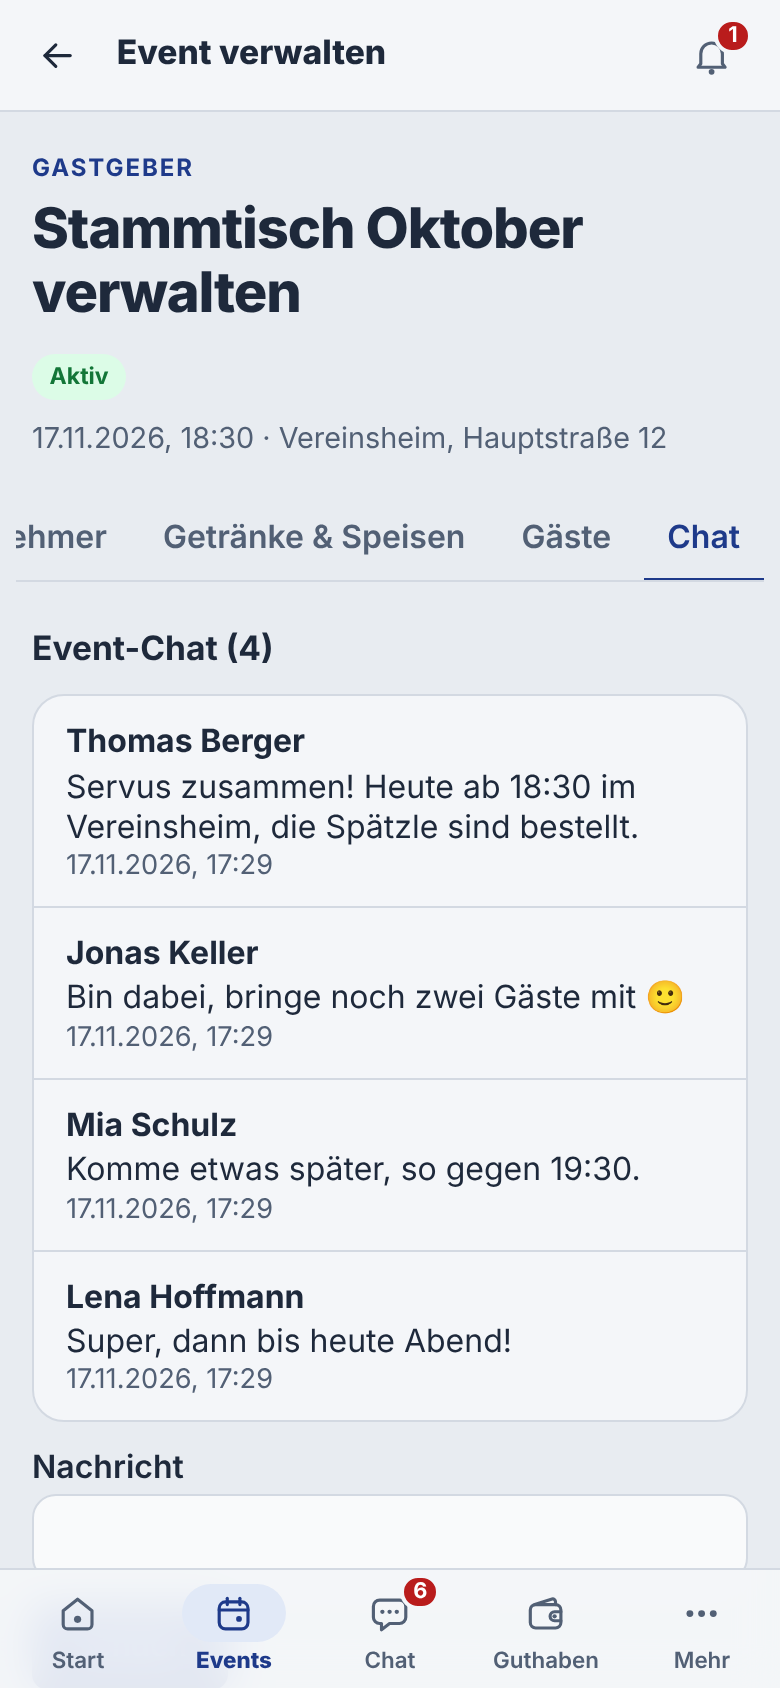 Event verwalten
1
GASTGEBER
Stammtisch Oktober
verwalten
Aktiv
17.11.2026, 18:30 · Vereinsheim, Hauptstraße 12
ehmer Getränke & Speisen Gäste Chat
Event-Chat (4)
Thomas Berger
Servus zusammen! Heute ab 18:30 im
Vereinsheim, die Spätzle sind bestellt.
17.11.2026, 17:29
Jonas Keller
Bin dabei, bringe noch zwei Gäste mit 🙂
17.11.2026, 17:29
Mia Schulz
Komme etwas später, so gegen 19:30.
17.11.2026, 17:29
Lena Hoffmann
Super, dann bis heute Abend!
17.11.2026, 17:29
Nachricht
6
Start Events Chat Guthaben Mehr